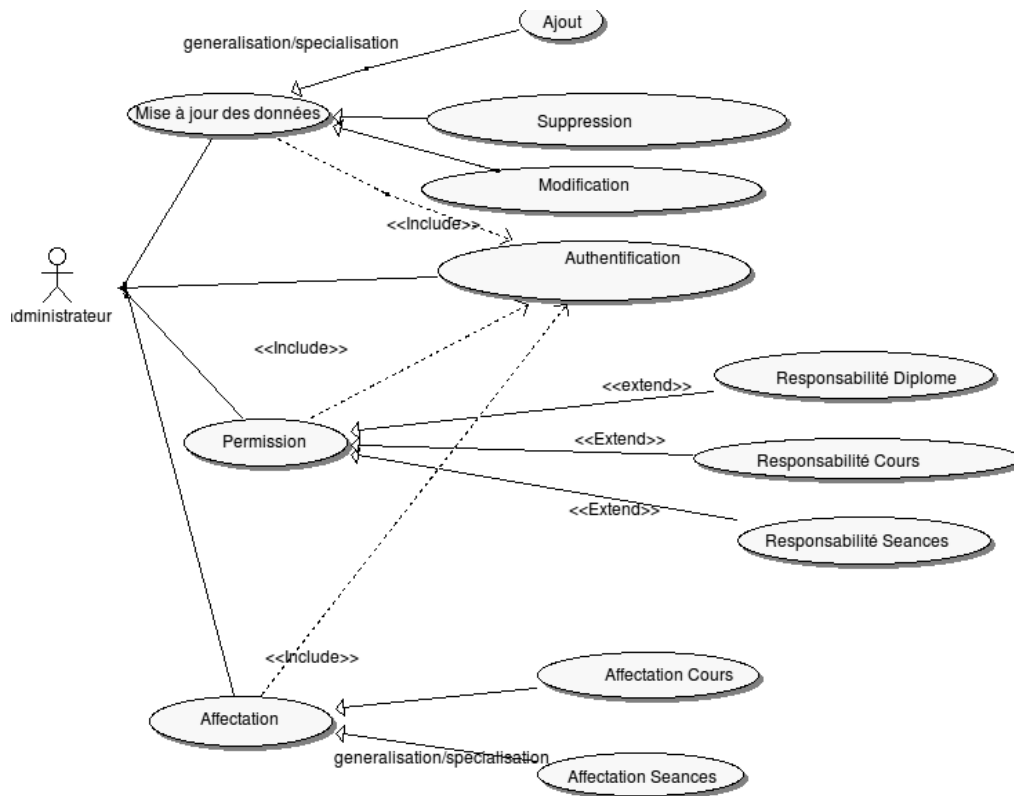 Ajout
generalisation/specialisation
Mise à jour des données
Suppression
Modification
<<Include>>
Authentification
dministrateur
<<Include>>
<<extend>>
Responsabilité Diplome
Permission
<<Extend>>
Responsabilité Cours
<<Extend>>
Responsabilité Seances
<<Include>>
Affectation Cours
Affectation
generalisation/specialisation
Affectation Seances